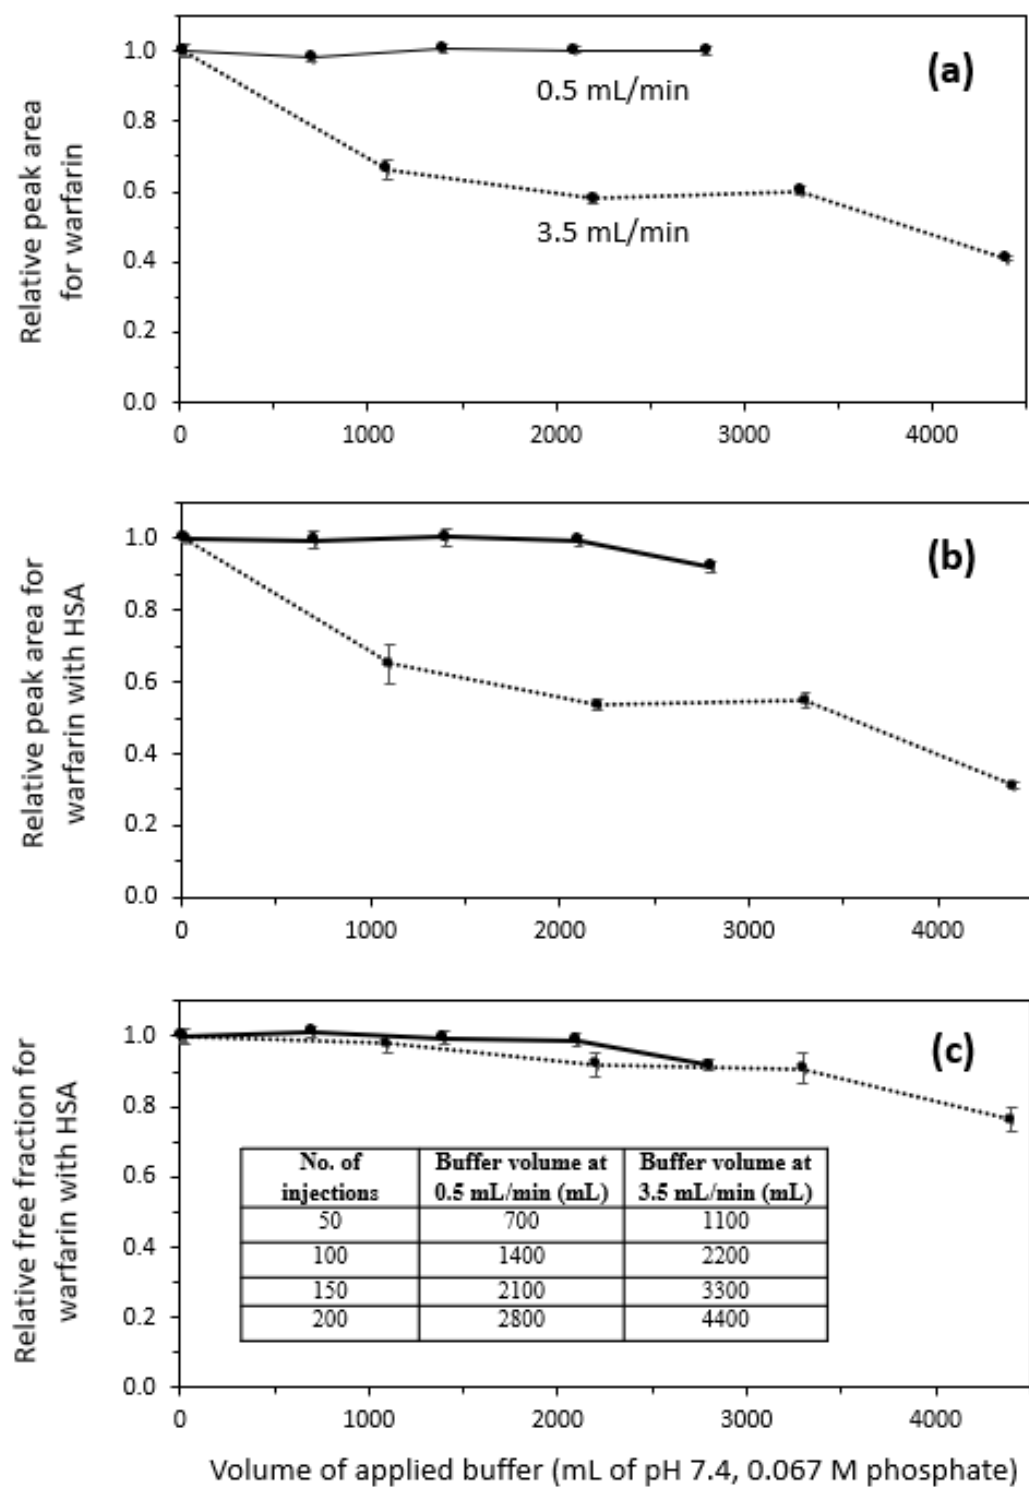 Relative peak area
for warfarin
1.0
0.8
0.6
0.4
0.2
0.0
(a)
0.5 mL/min
3.5 mL/min
0 1000 2000 3000 4000
Relative peak area for
warfarin with HSA
1.0
0.8
0.6
0.4
0.2
0.0
(b)
0 1000 2000 3000 4000
Relative free fraction for
warfarin with HSA
1.0
0.8
0.6
0.4
0.2
0.0
(c)
No. of Buffer volume at Buffer volume at
injections 0.5 mL/min (mL) 3.5 mL/min (mL)
50 700 1100
100 1400 2200
150 2100 3300
200 2800 4400
0 1000 2000 3000 4000
Volume of applied buffer (mL of pH 7.4, 0.067 M phosphate)